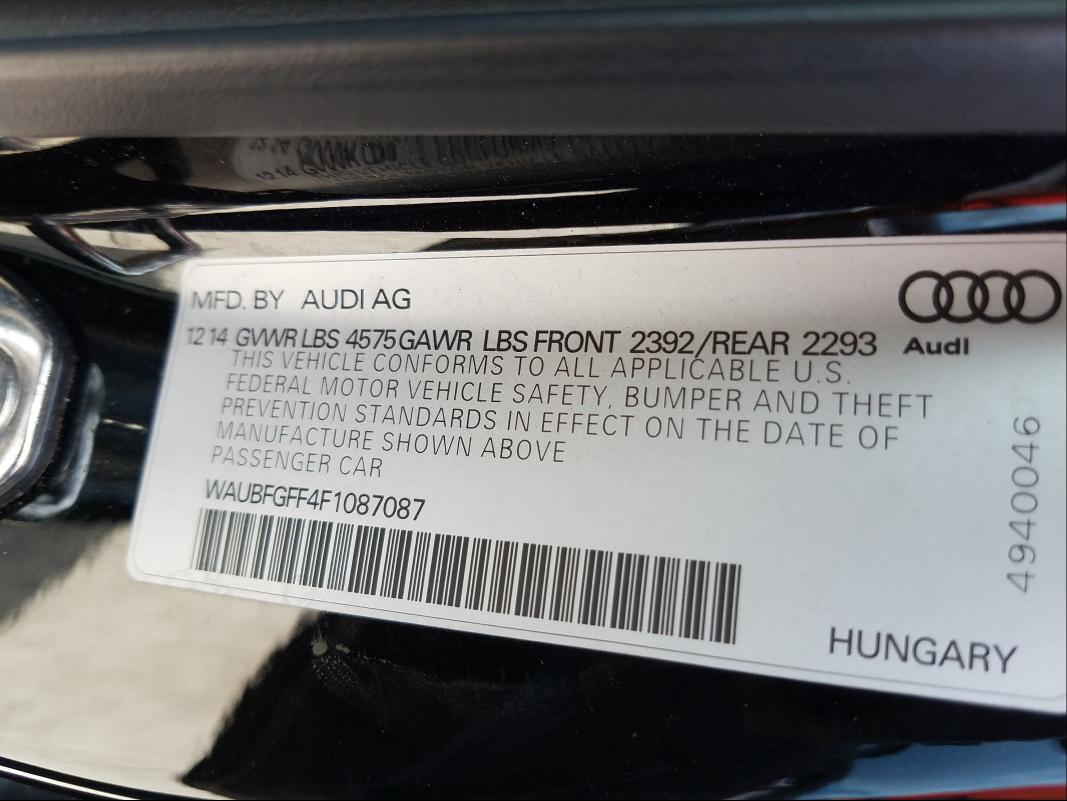 MFD. BY AUDI AG
12 14 GVWR LBS 4575 GAWR LBS FRONT 2392/REAR 2293
Audi
THIS VEHICLE CONFORMS TO ALL APPLICABLE U.S.
FEDERAL MOTOR VEHICLE SAFETY, BUMPER AND THEFT
PREVENTION STANDARDS IN EFFECT ON THE DATE OF
MANUFACTURE SHOWN ABOVE
PASSENGER CAR
WAUBFGFF4F1087087
4940046
HUNGARY